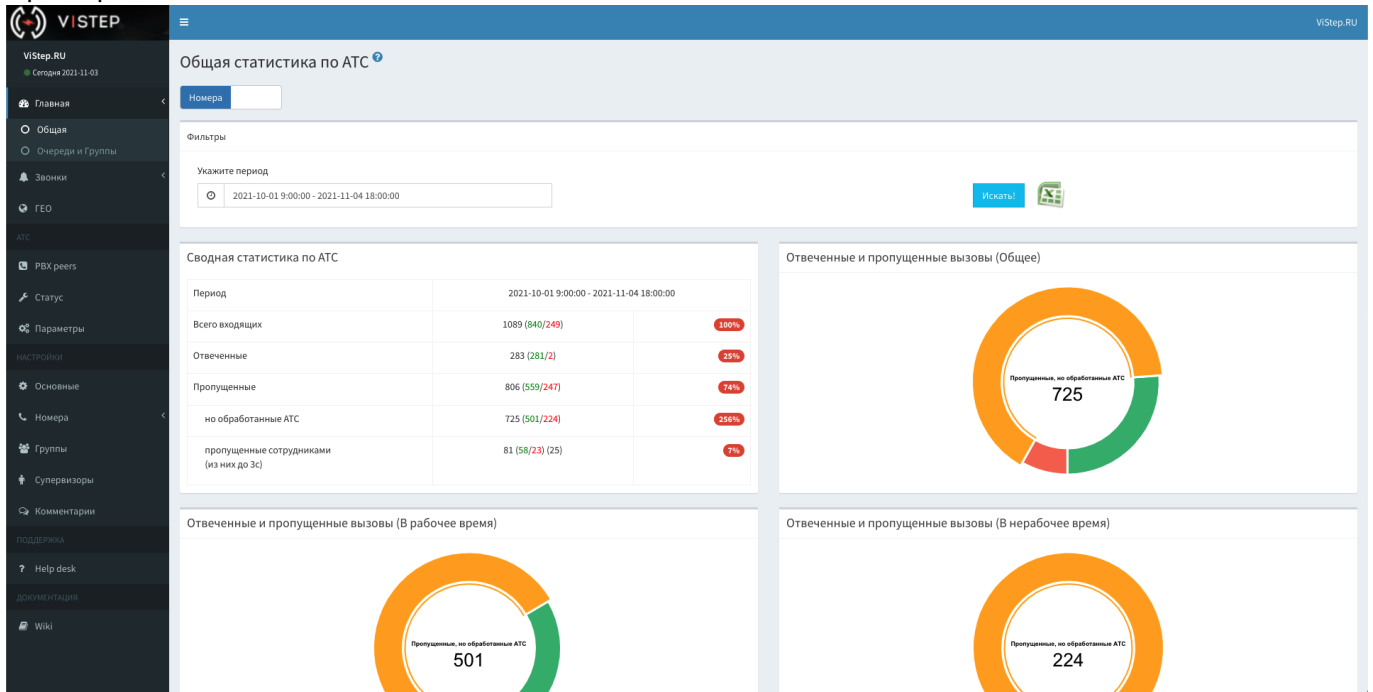 VISTEP
ViStep.RU
ViStep.RU
Сегодня 2021-11-03
Главная
Общая
Очереди и Группы
Звонки
ГЕО
АТС
PBX peers
Статус
Параметры
НАСТРОЙКИ
Основные
Номера
Группы
Супервизоры
Комментарии
ПОДДЕРЖКА
Help desk
ДОКУМЕНТАЦИЯ
Wiki
Общая статистика по АТС
Номера
Фильтры
Укажите период
2021-10-01 9:00:00 - 2021-11-04 18:00:00
Искать!
Сводная статистика по АТС
Период 2021-10-01 9:00:00 - 2021-11-04 18:00:00
Всего входящих 1089 (840/249) 100%
Отвеченные 283 (281/2) 25%
Пропущенные 806 (559/247) 74%
но обработанные АТС 725 (501/224) 256%
пропущенные сотрудниками 81 (58/23) (25) 7%
(из них до 3с)
Отвеченные и пропущенные вызовы (Общее)
Пропущенные, но обработанные АТС
725
Отвеченные и пропущенные вызовы (В рабочее время)
Пропущенные, но обработанные АТС
501
Отвеченные и пропущенные вызовы (В нерабочее время)
Пропущенные, но обработанные АТС
224